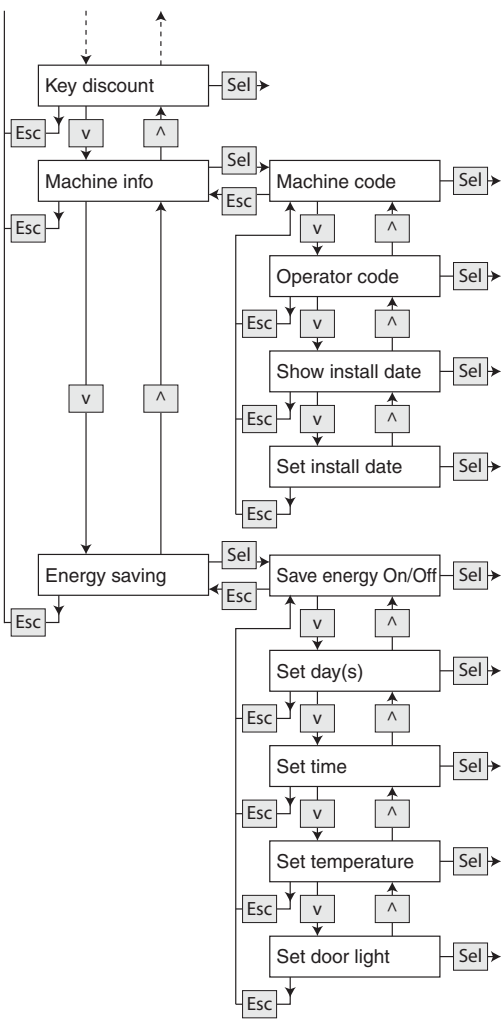 Key discount
Sel
Esc
v
^
Sel
Machine info
Machine code
Sel
Esc
Esc
v
^
Operator code
Sel
Esc
v
^
Show install date
Sel
v
^
Esc
v
^
Set install date
Sel
Esc
Sel
Energy saving
Save energy On/Off
Sel
Esc
Esc
v
^
Set day(s)
Sel
Esc
v
^
Set time
Sel
Esc
v
^
Set temperature
Sel
Esc
v
^
Set door light
Sel
Esc